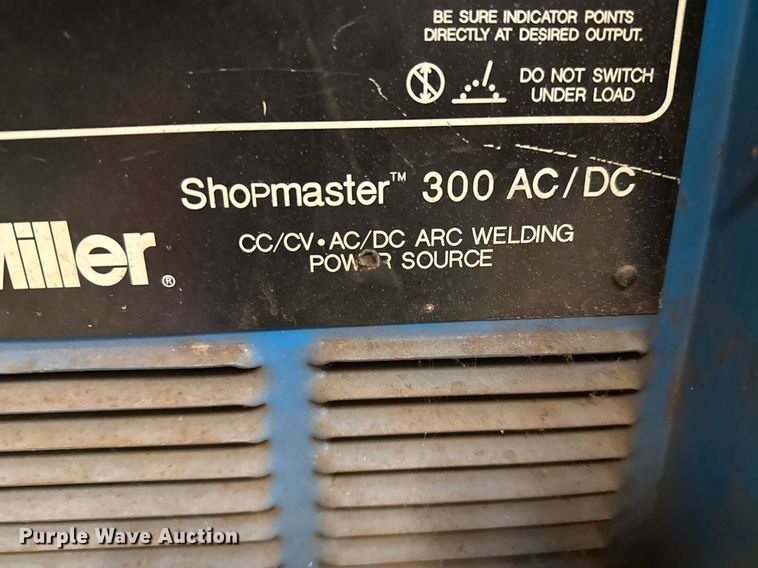 BE SURE INDICATOR POINTS
DIRECTLY AT DESIRED OUTPUT.
DO NOT SWITCH
UNDER LOAD
ShopMaster™ 300 AC/DC
Miller®
CC/CV•AC/DC ARC WELDING
POWER SOURCE
Purple Wave Auction